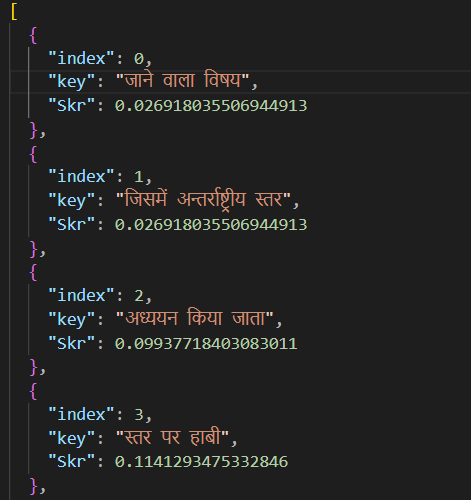 [
{
"index": 0,
"key": "जाने वाला विषय",
"Skr": 0.026918035506944913
},
{
"index": 1,
"key": "जिसमें अन्तर्राष्ट्रीय स्तर",
"Skr": 0.026918035506944913
},
{
"index": 2,
"key": "अध्ययन किया जाता",
"Skr": 0.09937718403083011
},
{
"index": 3,
"key": "स्तर पर हाबी",
"Skr": 0.1141293475332846
},